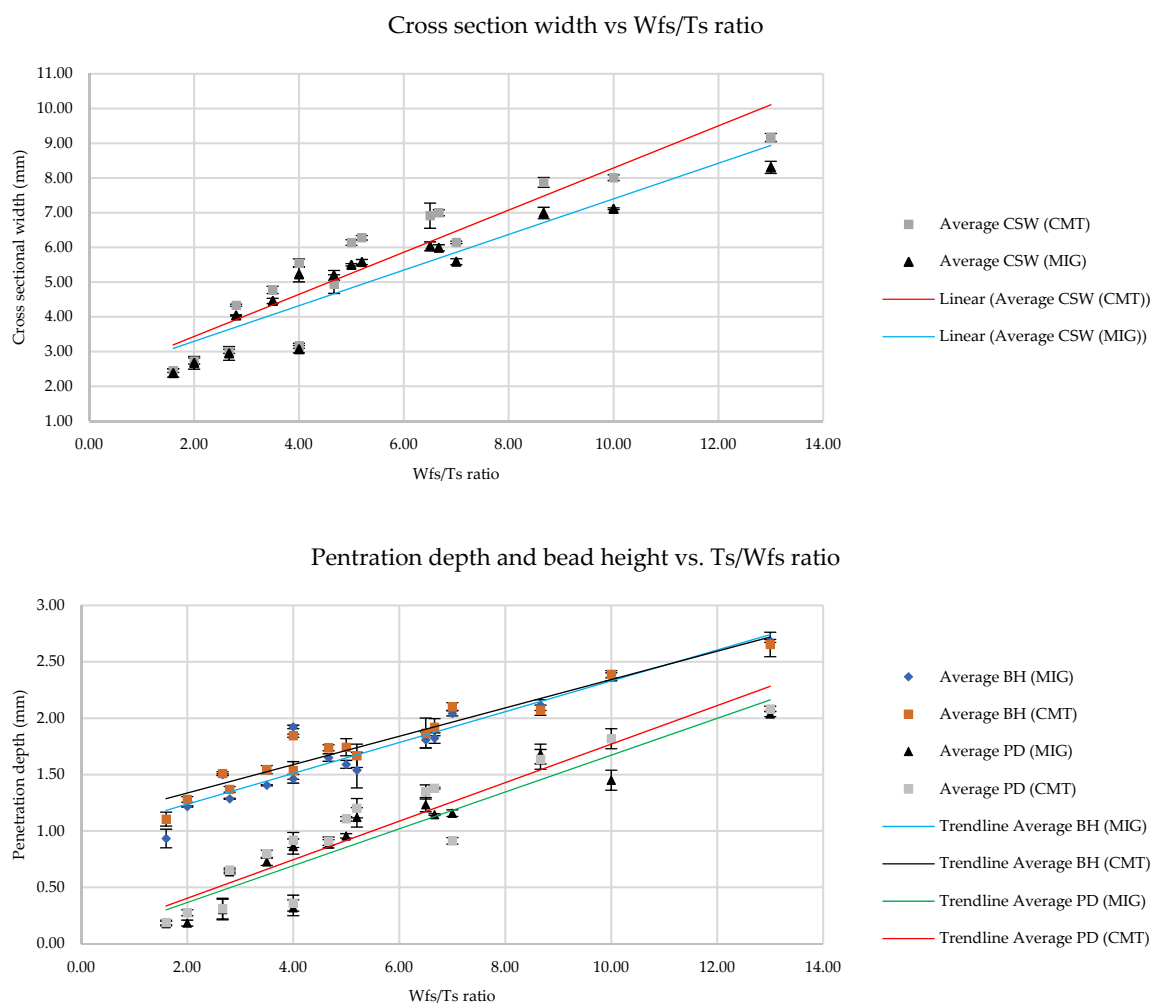 Cross section width vs Wfs/Ts ratio
11.00
10.00
9.00
8.00
7.00
6.00
5.00
4.00
3.00
2.00
1.00
Cross sectional width (mm)
0.00 2.00 4.00 6.00 8.00 10.00 12.00 14.00
Wfs/Ts ratio
Average CSW (CMT)
Average CSW (MIG)
Linear (Average CSW (CMT))
Linear (Average CSW (MIG))
Pentration depth and bead height vs. Ts/Wfs ratio
3.00
2.50
2.00
1.50
1.00
0.50
0.00
Penetration depth (mm)
0.00 2.00 4.00 6.00 8.00 10.00 12.00 14.00
Wfs/Ts ratio
Average BH (MIG)
Average BH (CMT)
Average PD (MIG)
Average PD (CMT)
Trendline Average BH (MIG)
Trendline Average BH (CMT)
Trendline Average PD (MIG)
Trendline Average PD (CMT)